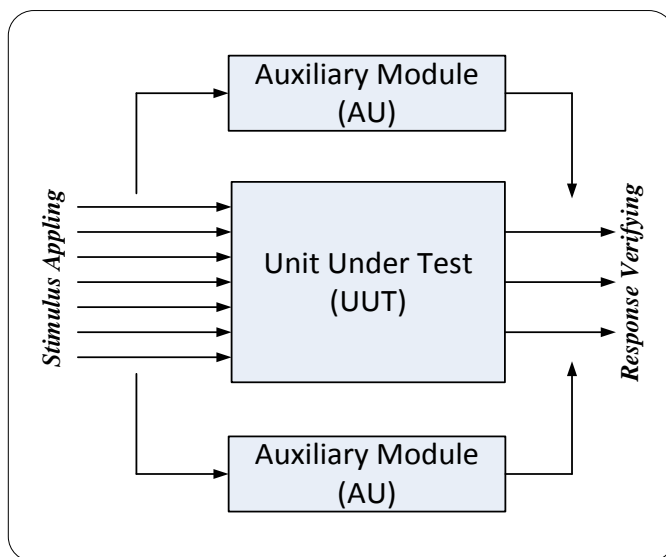 Auxiliary Module
(AU)
Stimulus Appling
Unit Under Test
(UUT)
Response Verifying
Auxiliary Module
(AU)